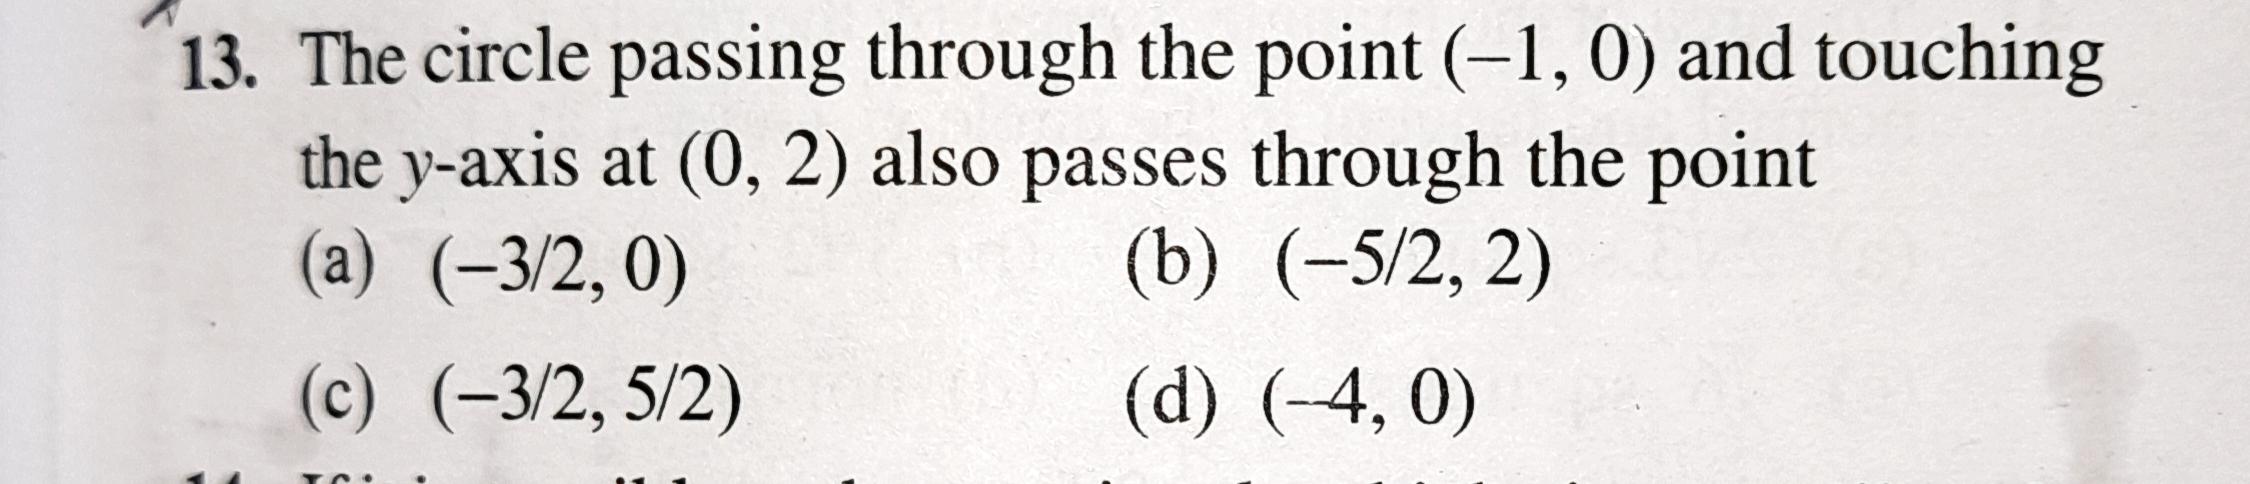 13. The circle passing through the point (–1, 0) and touching
the y-axis at (0, 2) also passes through the point
(a) (–3/2, 0) (b) (–5/2, 2)
(c) (–3/2, 5/2) (d) (–4, 0)